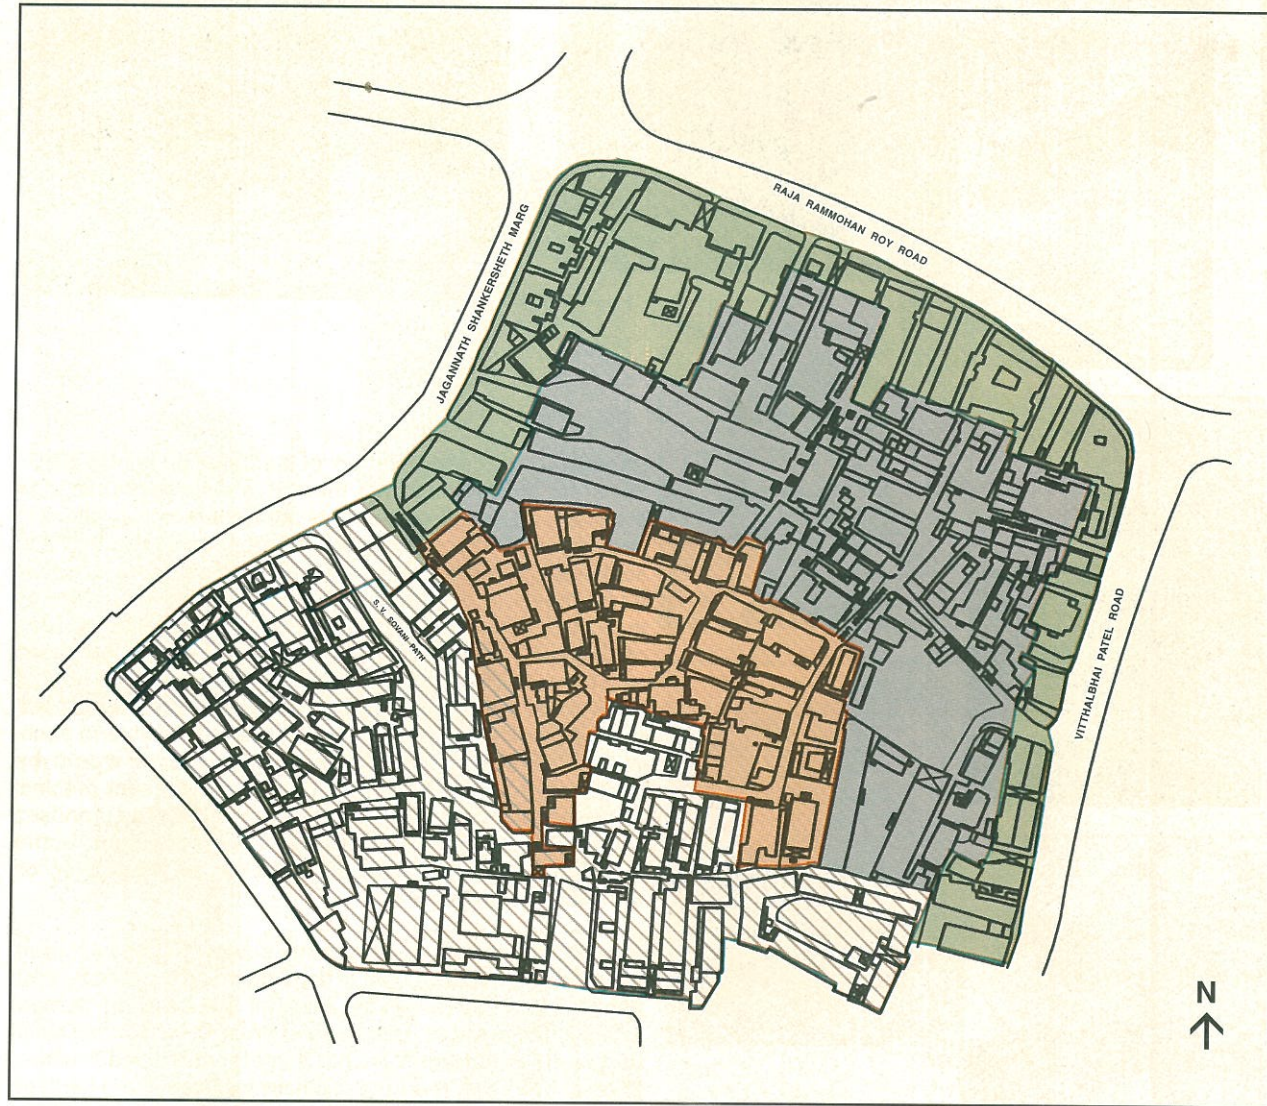 RAJA RAMMOHAN ROY ROAD
JAGANNATH SHANKERSHETH MARG
S. V. SOVANI PATH
VITTHALBHAI PATEL ROAD
N